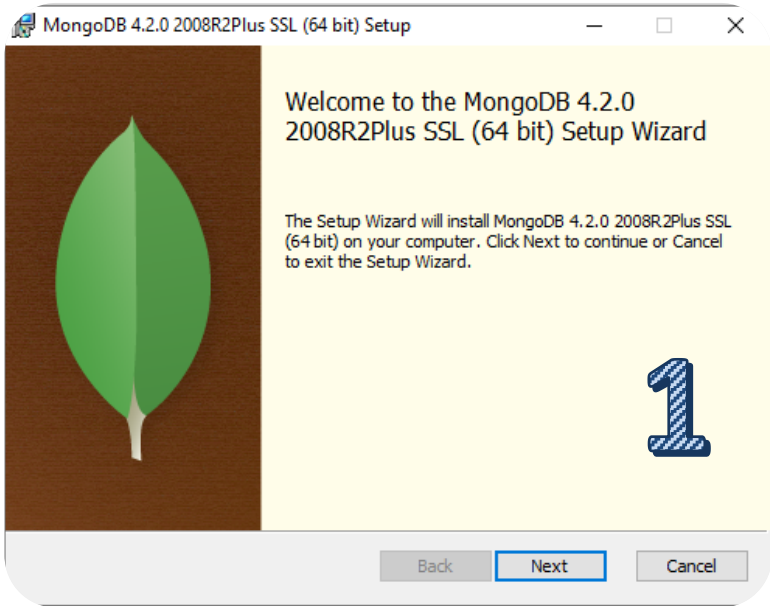 MongoDB 4.2.0 2008R2Plus SSL (64 bit) Setup
Welcome to the MongoDB 4.2.0
2008R2Plus SSL (64 bit) Setup Wizard
The Setup Wizard will install MongoDB 4.2.0 2008R2Plus SSL
(64 bit) on your computer. Click Next to continue or Cancel
to exit the Setup Wizard.
1
Back Next Cancel